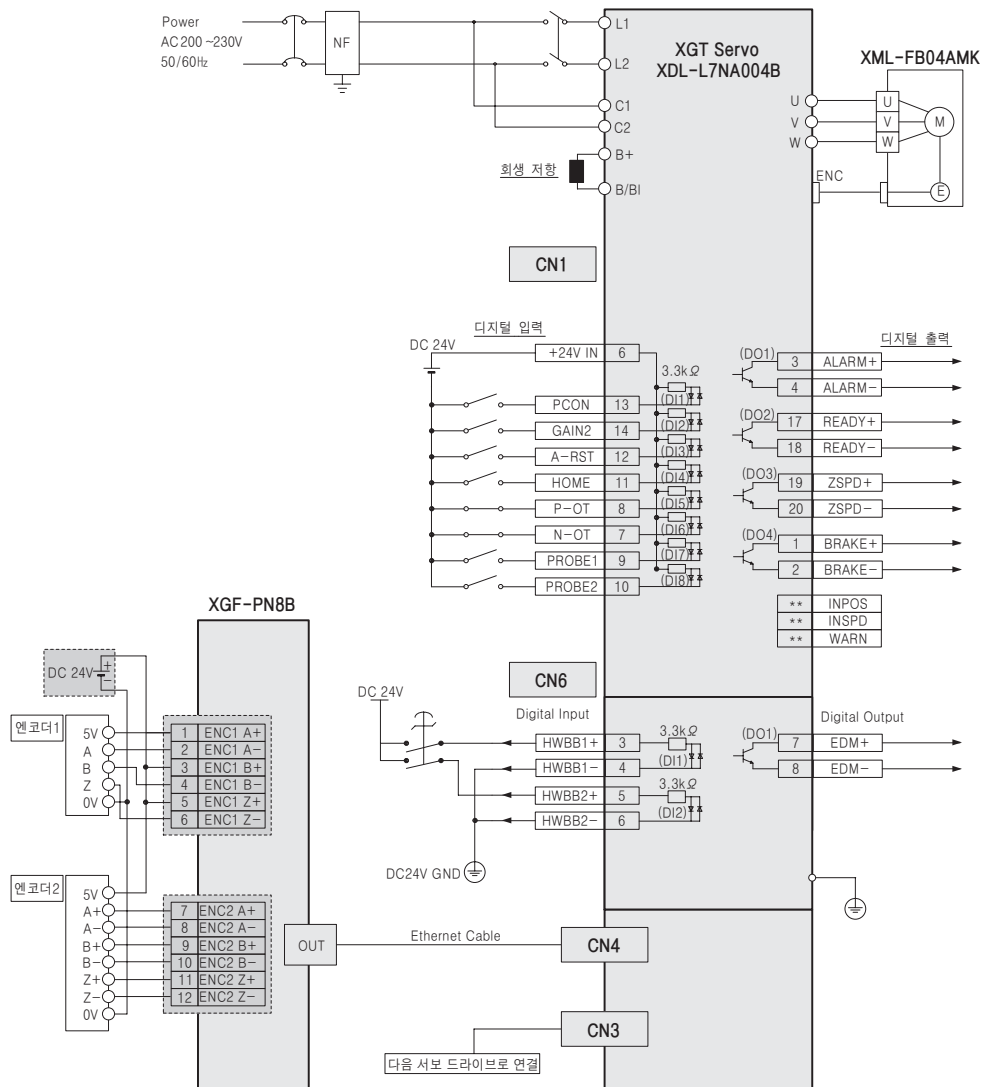 Power
AC 200 ~230V
50/60Hz
NF
L1
L2
C1
C2
B+
B/BI
회생 저항
XGT Servo
XDL-L7NA004B
XML-FB04AMK
U
V
W
U
V
W
M
E
ENC
CN1
디지털 입력
DC 24V
+24V IN 6
PCON 13
GAIN2 14
A-RST 12
HOME 11
P-OT 8
N-OT 7
PROBE1 9
PROBE2 10
3.3kΩ
(DI1)
(DI2)
(DI3)
(DI4)
(DI5)
(DI6)
(DI7)
(DI8)
디지털 출력
(DO1)
3 ALARM+
4 ALARM-
(DO2)
17 READY+
18 READY-
(DO3)
19 ZSPD+
20 ZSPD-
(DO4)
1 BRAKE+
2 BRAKE-
** INPOS
** INSPD
** WARN
XGF-PN8B
DC 24V
+
-
엔코더1
5V
A
B
Z
0V
1 ENC1 A+
2 ENC1 A-
3 ENC1 B+
4 ENC1 B-
5 ENC1 Z+
6 ENC1 Z-
엔코더2
5V
A+
A-
B+
B-
Z+
Z-
0V
7 ENC2 A+
8 ENC2 A-
9 ENC2 B+
10 ENC2 B-
11 ENC2 Z+
12 ENC2 Z-
OUT
Ethernet Cable
CN6
DC 24V
Digital Input
HWBB1+ 3
HWBB1- 4
HWBB2+ 5
HWBB2- 6
3.3kΩ
(DI1)
3.3kΩ
(DI2)
DC24V GND
Digital Output
(DO1)
7 EDM+
8 EDM-
CN4
CN3
다음 서보 드라이브로 연결